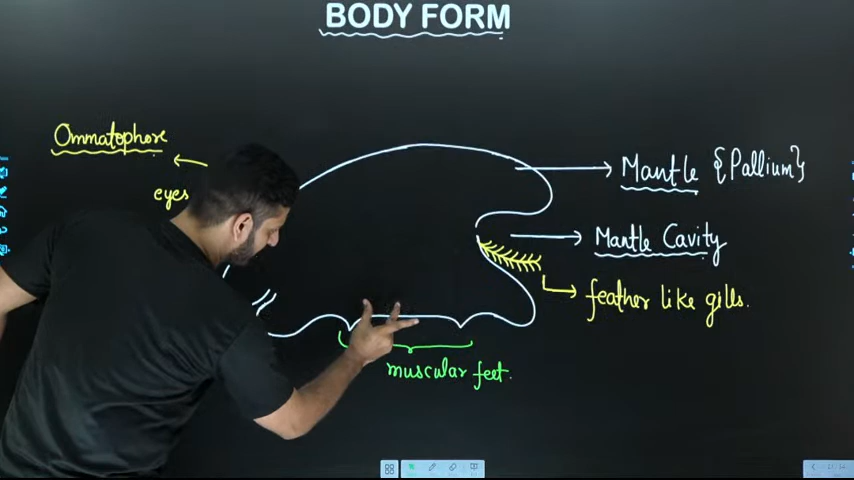 BODY FORM
Ommatophore
eyes
Mantle {Pallium}
Mantle Cavity
feather like gills.
muscular feet.